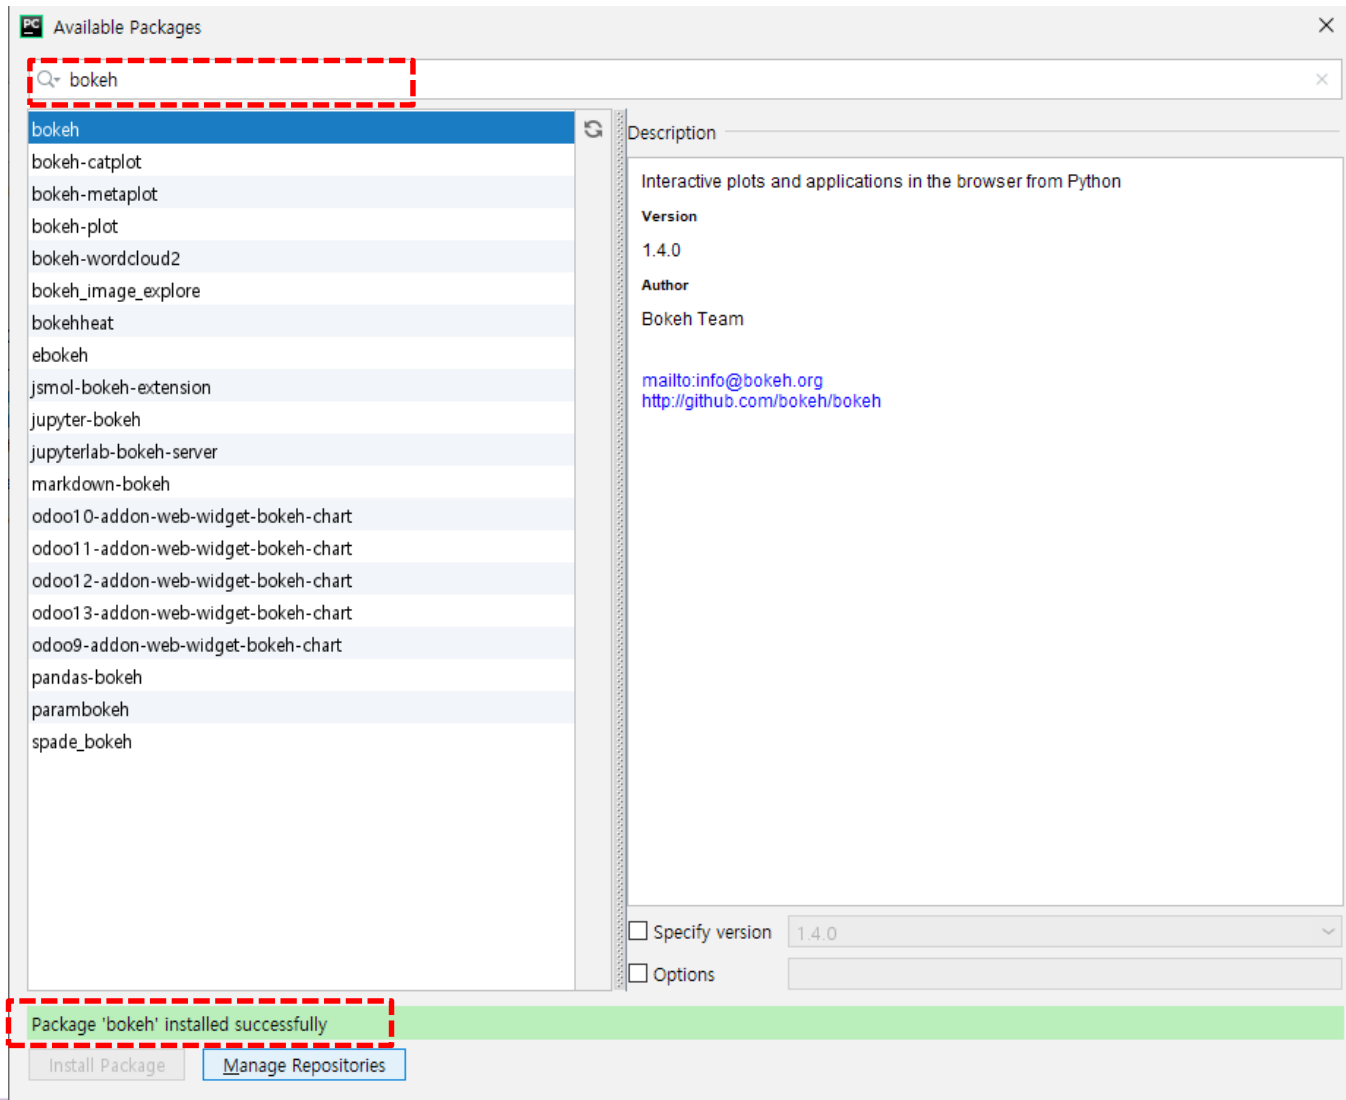 PC Available Packages
bokeh
bokeh
bokeh-catplot
bokeh-metaplot
bokeh-plot
bokeh-wordcloud2
bokeh_image_explore
bokehheat
ebokeh
jsmol-bokeh-extension
jupyter-bokeh
jupyterlab-bokeh-server
markdown-bokeh
odoo10-addon-web-widget-bokeh-chart
odoo11-addon-web-widget-bokeh-chart
odoo12-addon-web-widget-bokeh-chart
odoo13-addon-web-widget-bokeh-chart
odoo9-addon-web-widget-bokeh-chart
pandas-bokeh
parambokeh
spade_bokeh
Description
Interactive plots and applications in the browser from Python
Version
1.4.0
Author
Bokeh Team
mailto:info@bokeh.org
http://github.com/bokeh/bokeh
Specify version 1.4.0
Options
Package 'bokeh' installed successfully
Install Package Manage Repositories